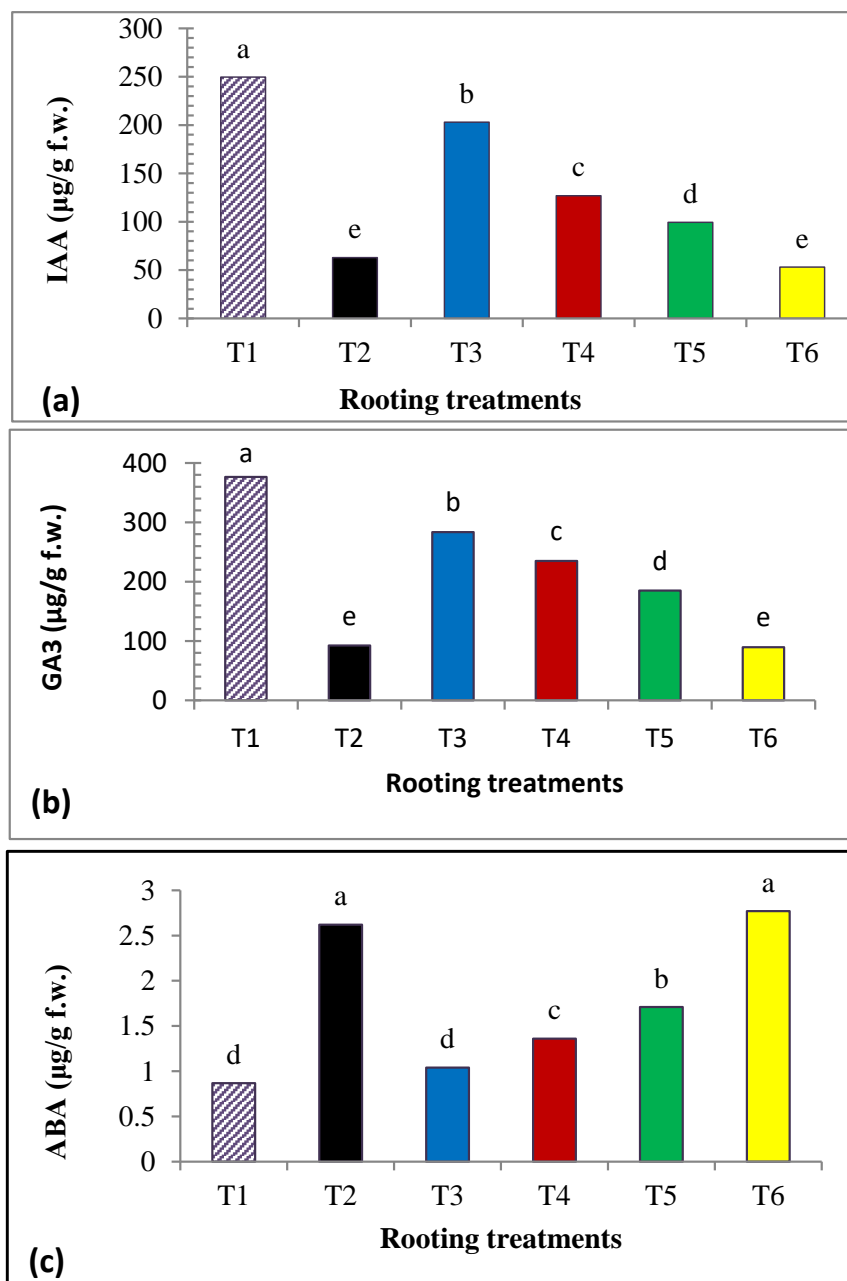 300
250
200
150
100
50
0
IAA (µg/g f.w.)
a
e
b
c
d
e
T1 T2 T3 T4 T5 T6
(a) Rooting treatments
400
300
200
100
0
GA3 (µg/g f.w.)
a
e
b
c
d
e
T1 T2 T3 T4 T5 T6
Rooting treatments
(b)
3
2.5
2
1.5
1
0.5
0
ABA (µg/g f.w.)
d
a
d
c
b
a
T1 T2 T3 T4 T5 T6
Rooting treatments
(c)